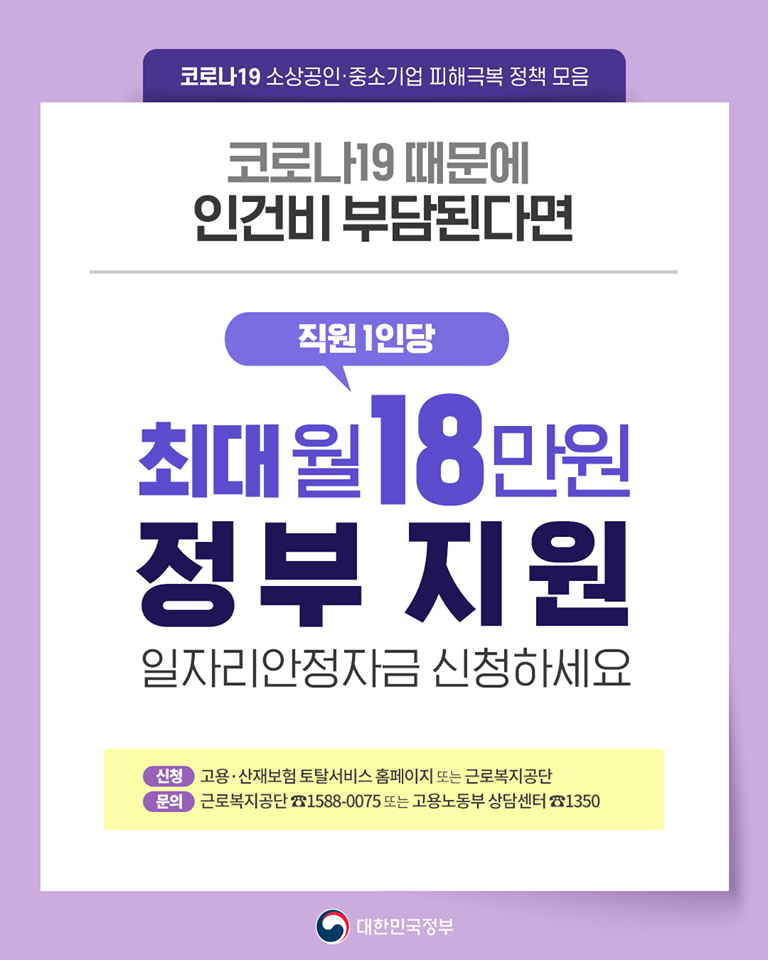 코로나19 소상공인·중소기업 피해극복 정책 모음
코로나19 때문에
인건비 부담된다면
직원 1인당
최대 월 18만원
정부 지원
일자리안정자금 신청하세요
신청 고용·산재보험 토탈서비스 홈페이지 또는 근로복지공단
문의 근로복지공단 ☎1588-0075 또는 고용노동부 상담센터 ☎1350
대한민국정부